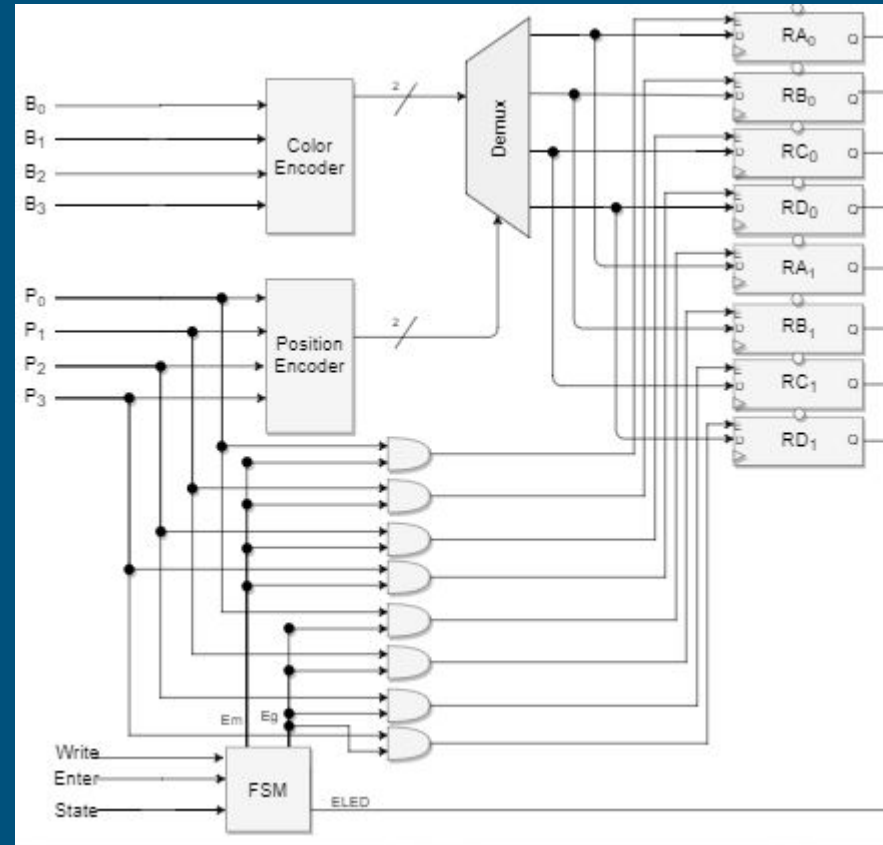 B0
B1
B2
B3
Color
Encoder
2
Demux
P0
P1
P2
P3
Position
Encoder
2
E
D
RA0
Q
E
D
RB0
Q
E
D
RC0
Q
E
D
RD0
Q
E
D
RA1
Q
E
D
RB1
Q
E
D
RC1
Q
E
D
RD1
Q
Em
Eg
Write
Enter
State
FSM
ELED